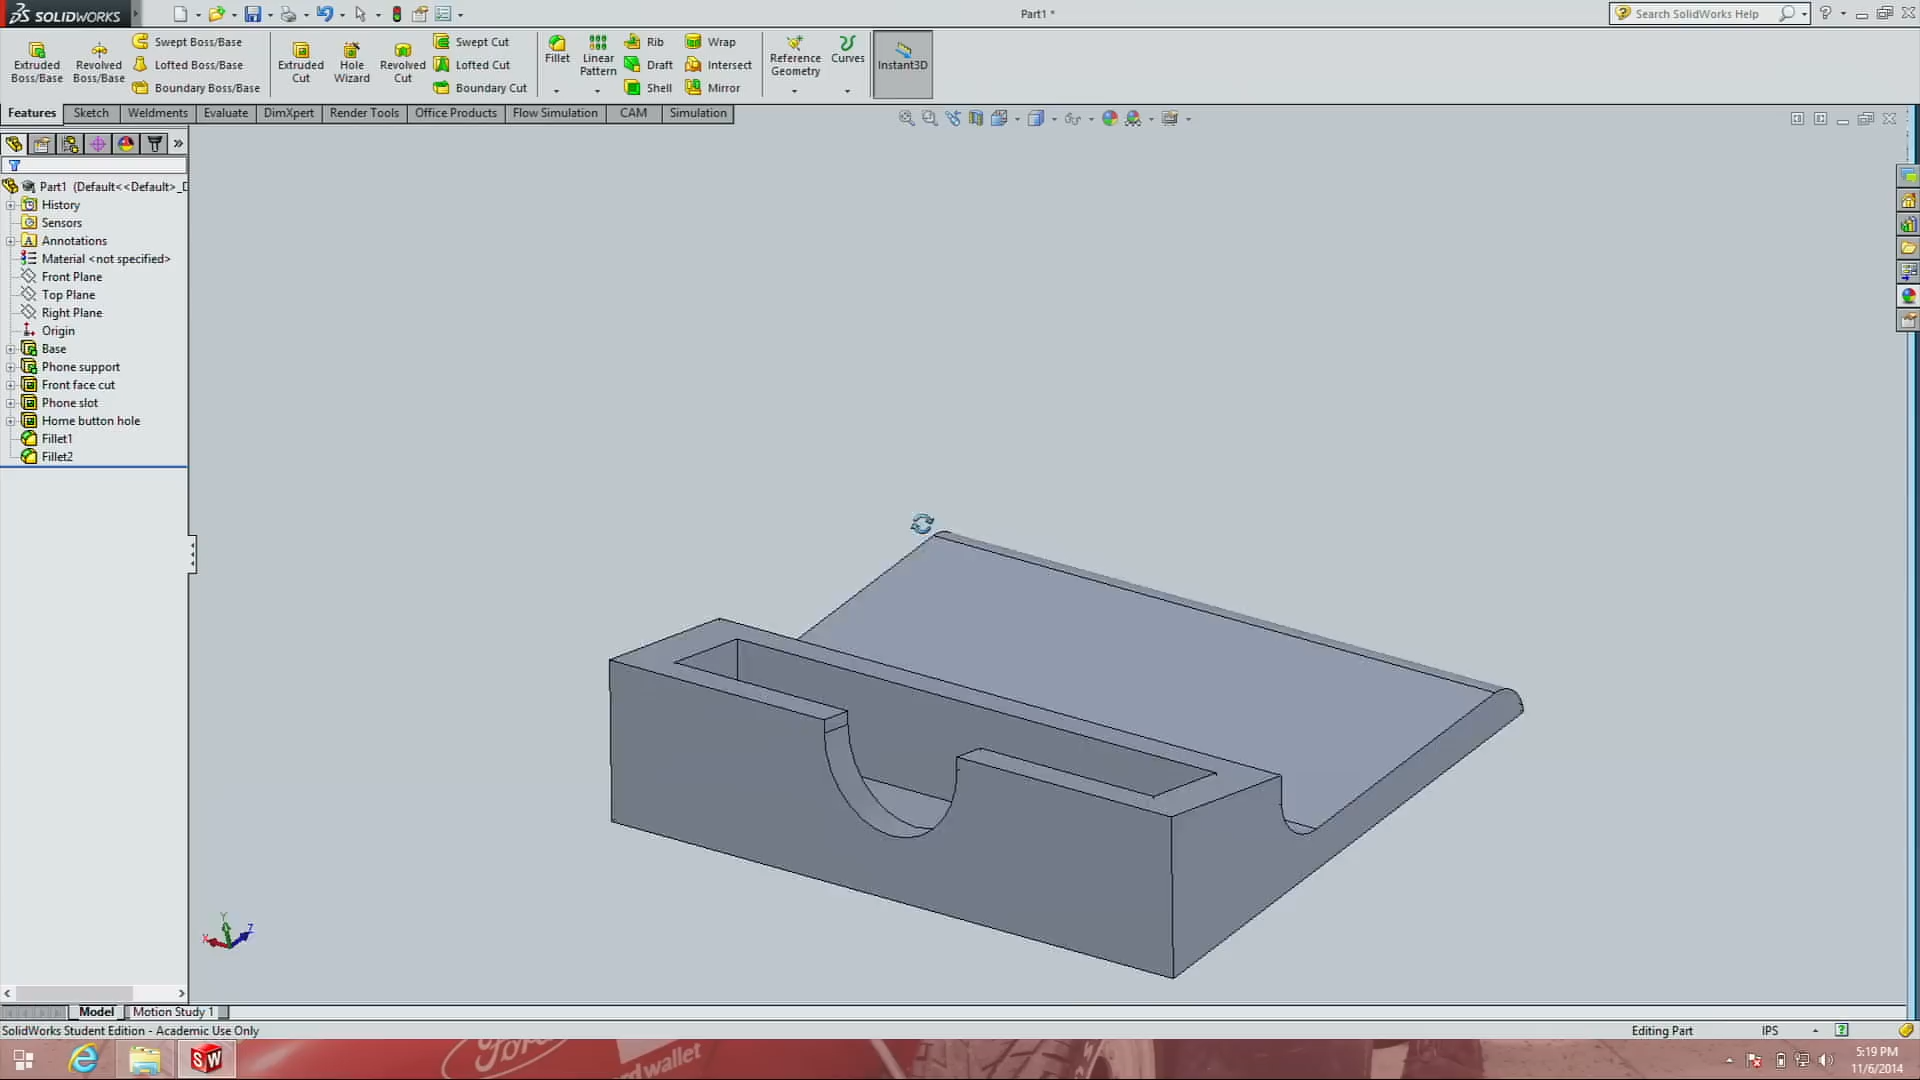 SOLIDWORKS
Part1 *
Search SolidWorks Help
Extruded Boss/Base
Revolved Boss/Base
Swept Boss/Base
Lofted Boss/Base
Boundary Boss/Base
Extruded Cut
Hole Wizard
Revolved Cut
Swept Cut
Lofted Cut
Boundary Cut
Fillet
Linear Pattern
Rib
Draft
Shell
Wrap
Intersect
Mirror
Reference Geometry
Curves
Instant3D
Features Sketch Weldments Evaluate DimXpert Render Tools Office Products Flow Simulation CAM Simulation
Part1 (Default<<Default>_D
History
Sensors
Annotations
Material <not specified>
Front Plane
Top Plane
Right Plane
Origin
Base
Phone support
Front face cut
Phone slot
Home button hole
Fillet1
Fillet2
Y
X
Z
Model Motion Study 1
SolidWorks Student Edition - Academic Use Only
Editing Part
IPS
Ford
dwallet
SW
5:19 PM
11/6/2014